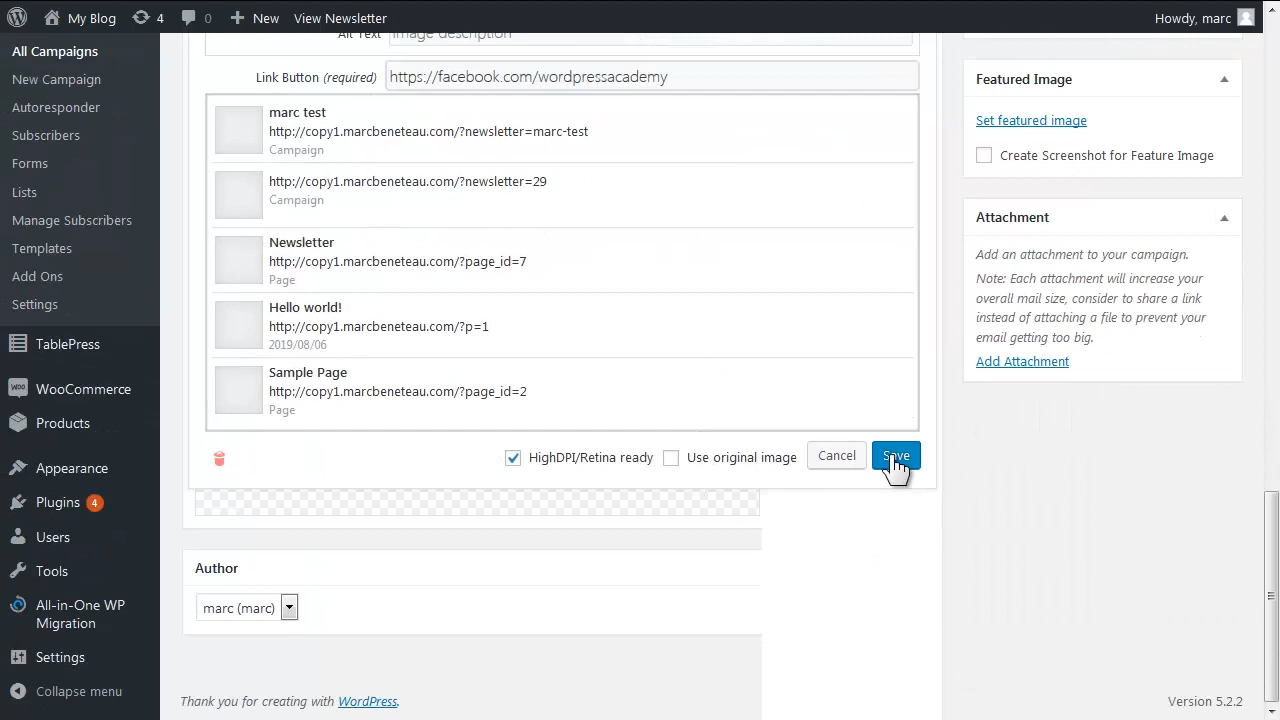 My Blog 4 0 New View Newsletter Howdy, marc
All Campaigns
New Campaign
Autoresponder
Subscribers
Forms
Lists
Manage Subscribers
Templates
Add Ons
Settings
TablePress
WOO WooCommerce
Products
Appearance
Plugins 4
Users
Tools
All-in-One WP
Migration
Settings
Collapse menu
Alt Text image description
Link Button (required) https://facebook.com/wordpressacademy
marc test
http://copy1.marcbeneteau.com/?newsletter=marc-test
Campaign
http://copy1.marcbeneteau.com/?newsletter=29
Campaign
Newsletter
http://copy1.marcbeneteau.com/?page_id=7
Page
Hello world!
http://copy1.marcbeneteau.com/?p=1
2019/08/06
Sample Page
http://copy1.marcbeneteau.com/?page_id=2
Page
HighDPI/Retina ready Use original image Cancel Save
Author
marc (marc)
Featured Image
Set featured image
Create Screenshot for Feature Image
Attachment
Add an attachment to your campaign.
Note: Each attachment will increase your
overall mail size, consider to share a link
instead of attaching a file to prevent your
email getting too big.
Add Attachment
Thank you for creating with WordPress.
Version 5.2.2